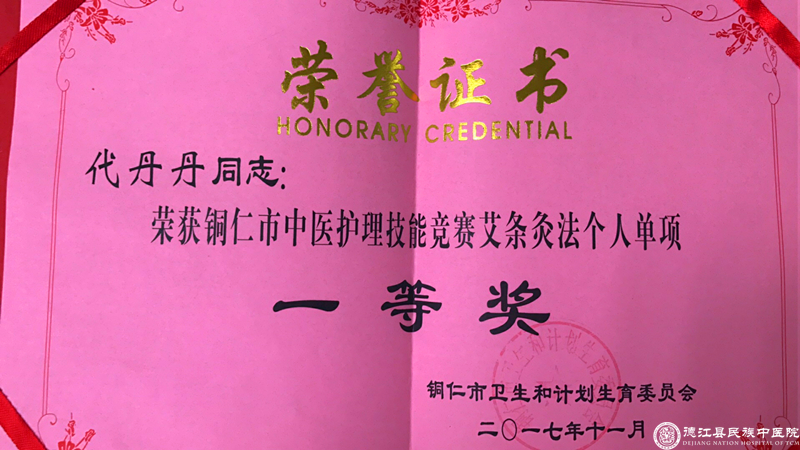 荣誉证书
HONORARY CREDENTIAL
代丹丹同志：
荣获铜仁市中医护理技能竞赛艾条灸法个人单项
一等奖
铜仁市卫生和计划生育委员会
二〇一七年十一月
德江县民族中医院
DEJIANG NATION HOSPITAL OF TCM